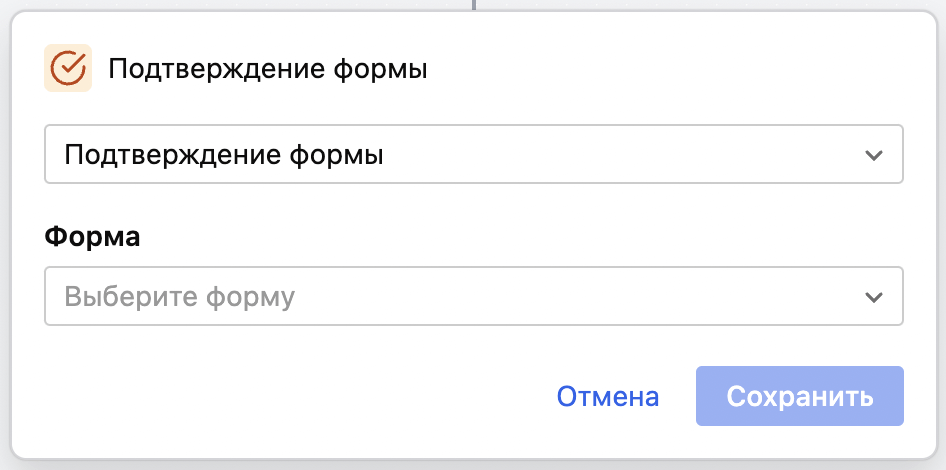 Подтверждение формы
Подтверждение формы
Форма
Выберите форму
Отмена
Сохранить